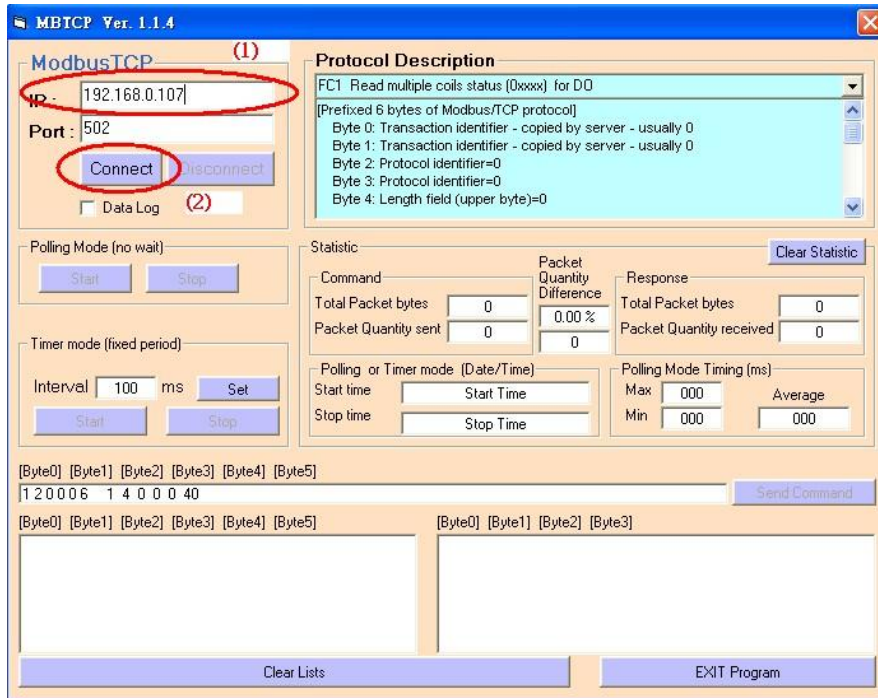 MBTCP Ver. 1.1.4
(1)
ModbusTCP
IP :
192.168.0.107
Port :
502
Connect
Disconnect
Data Log
(2)
Protocol Description
FC1 Read multiple coils status (0xxxx) for DO
[Prefixed 6 bytes of Modbus/TCP protocol]
Byte 0: Transaction identifier - copied by server - usually 0
Byte 1: Transaction identifier - copied by server - usually 0
Byte 2: Protocol identifier=0
Byte 3: Protocol identifier=0
Byte 4: Length field (upper byte)=0
Polling Mode (no wait)
Start
Stop
Timer mode (fixed period)
Interval
100
ms
Set
Start
Stop
Statistic
Clear Statistic
Command
Total Packet bytes
0
Packet Quantity sent
0
Packet
Quantity
Difference
0.00 %
0
Response
Total Packet bytes
0
Packet Quantity received
0
Polling or Timer mode (Date/Time)
Start time
Start Time
Stop time
Stop Time
Polling Mode Timing (ms)
Max
000
Average
Min
000
000
[Byte0] [Byte1] [Byte2] [Byte3] [Byte4] [Byte5]
1 2 0 0 0 6 1 4 0 0 0 40
Send Command
[Byte0] [Byte1] [Byte2] [Byte3] [Byte4] [Byte5]
[Byte0] [Byte1] [Byte2] [Byte3]
Clear Lists
EXIT Program